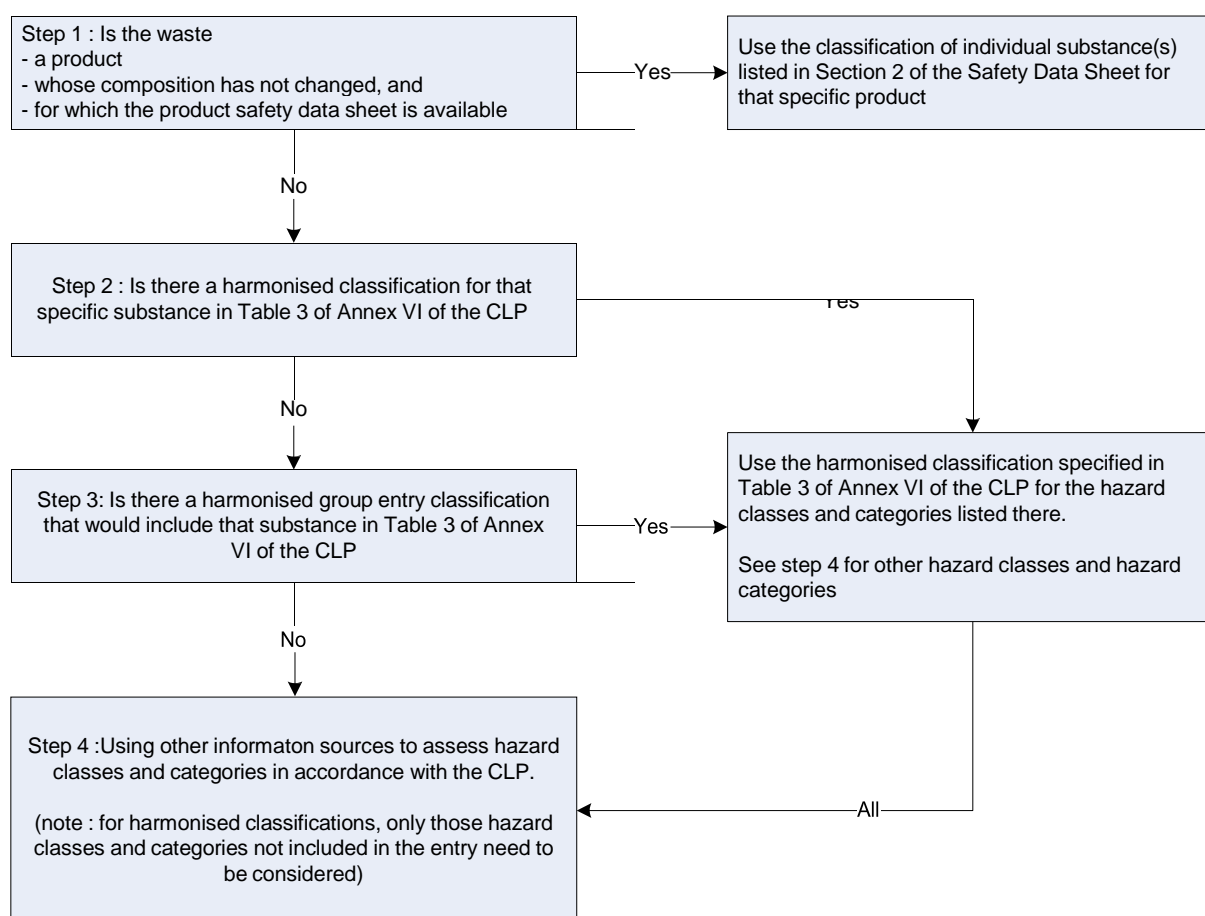 Step 1 : Is the waste
- a product
- whose composition has not changed, and
- for which the product safety data sheet is available
Yes
Use the classification of individual substance(s)
listed in Section 2 of the Safety Data Sheet for
that specific product
No
Step 2 : Is there a harmonised classification for that
specific substance in Table 3 of Annex VI of the CLP
Yes
No
Step 3: Is there a harmonised group entry classification
that would include that substance in Table 3 of Annex
VI of the CLP
Yes
Use the harmonised classification specified in
Table 3 of Annex VI of the CLP for the hazard
classes and categories listed there.
See step 4 for other hazard classes and hazard
categories
No
Step 4 :Using other informaton sources to assess hazard
classes and categories in accordance with the CLP.
(note : for harmonised classifications, only those hazard
classes and categories not included in the entry need to
be considered)
All